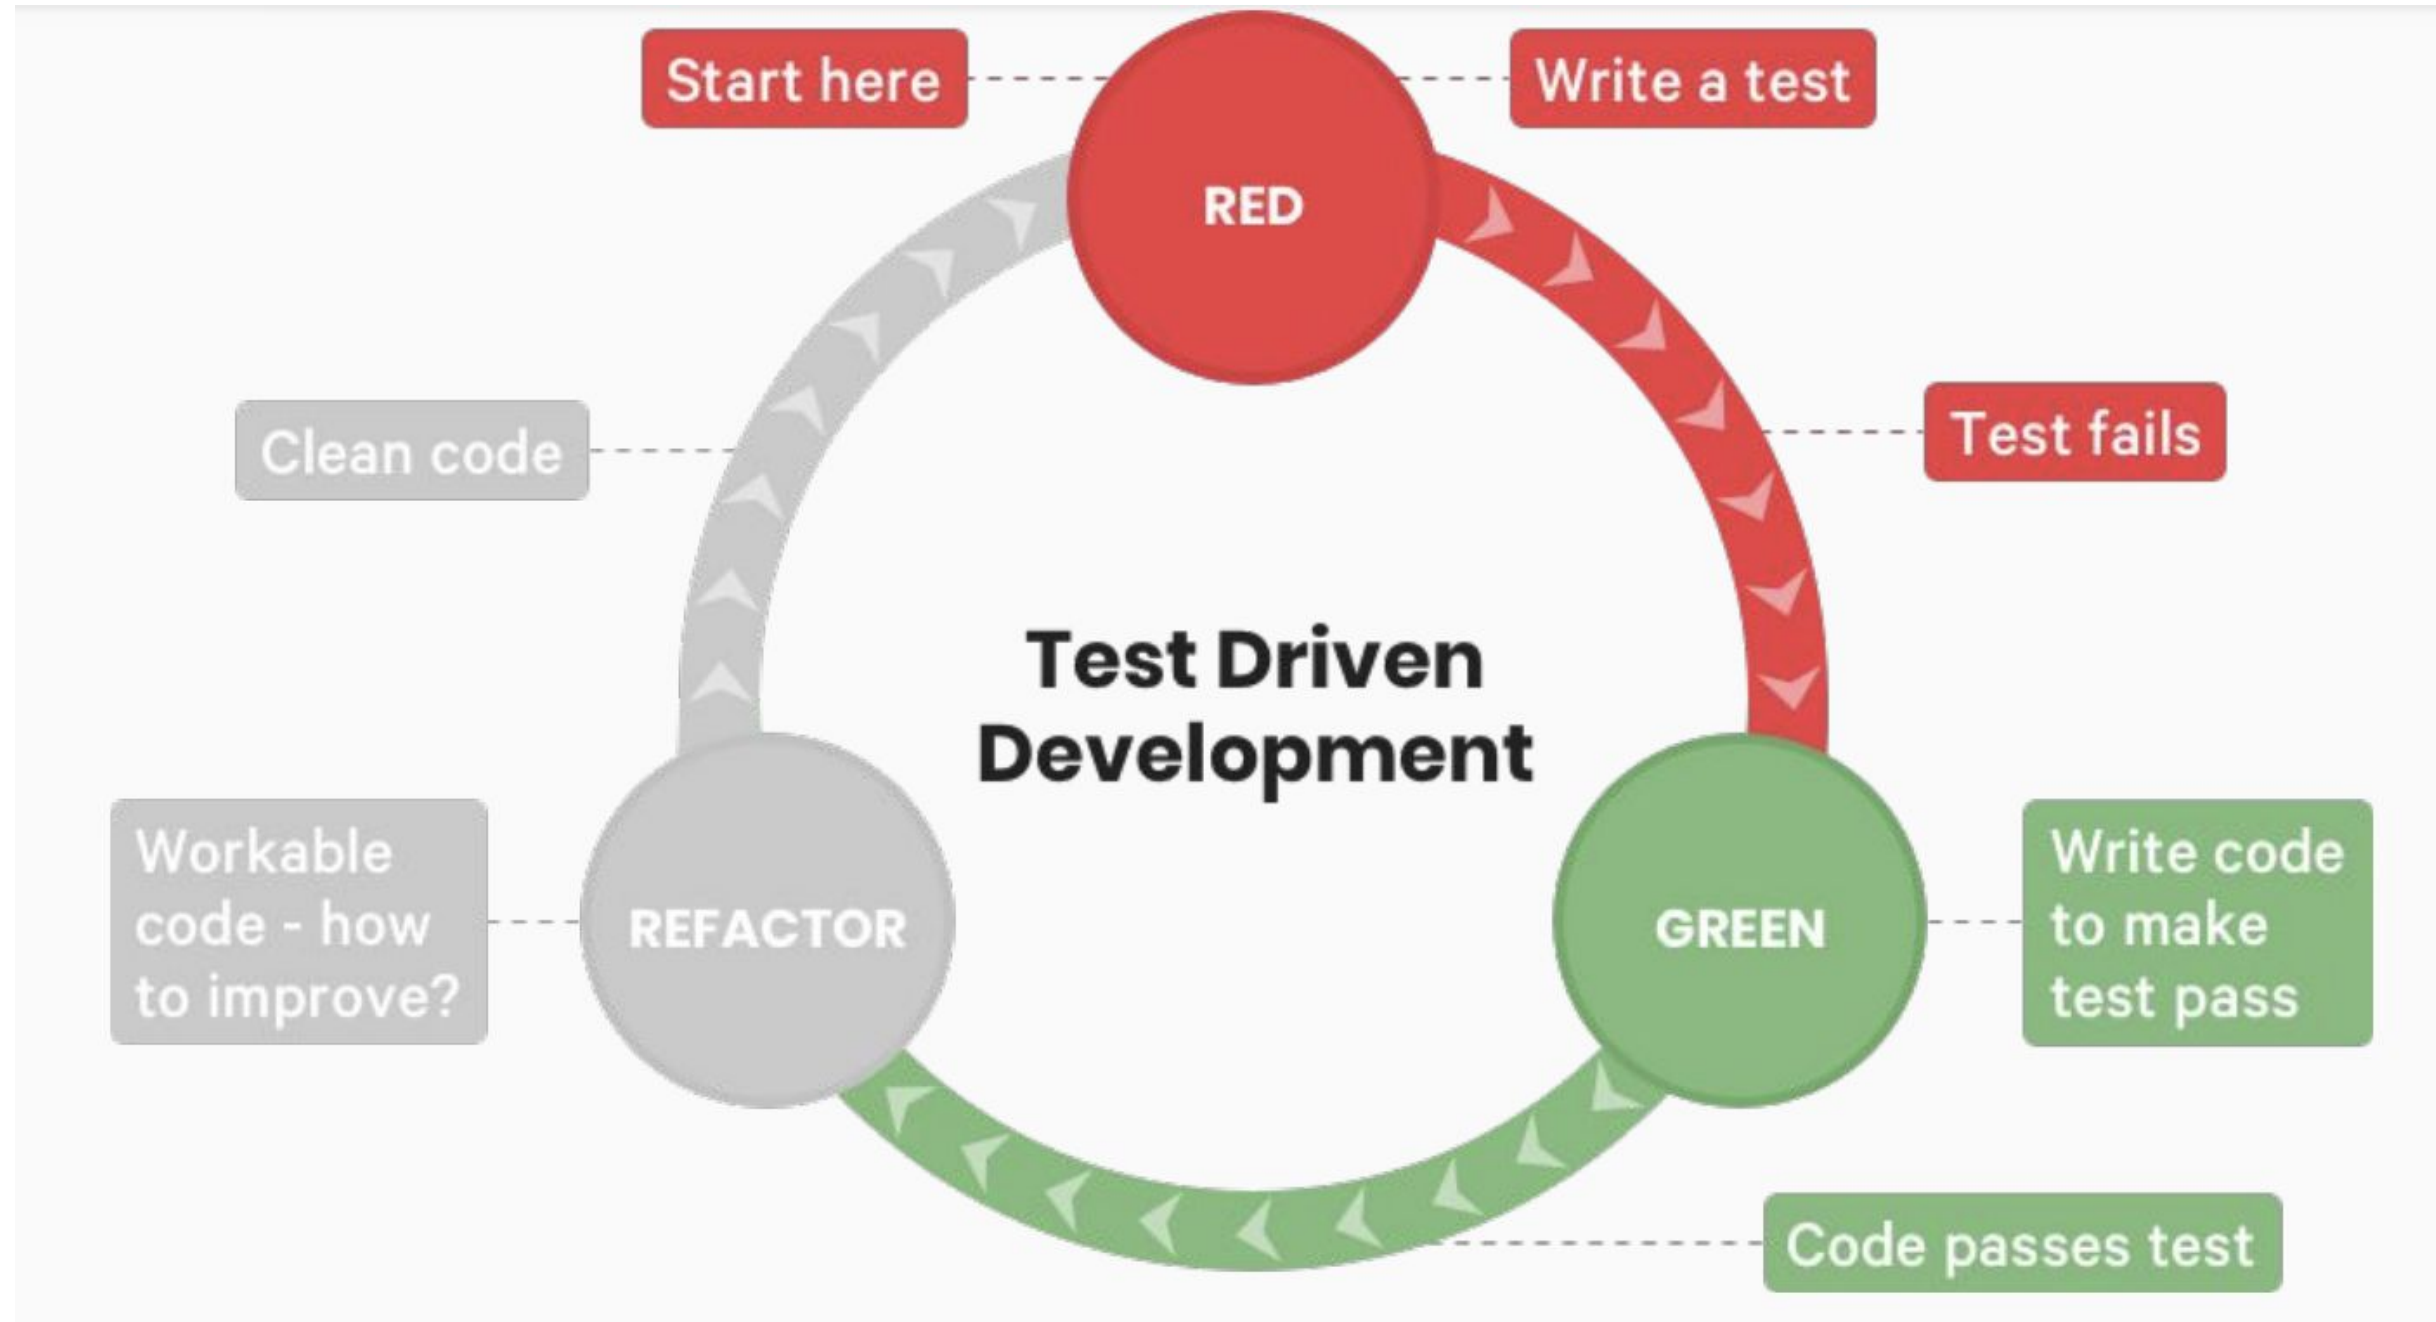 Start here
Write a test
RED
Test fails
Clean code
Test Driven
Development
Workable
code - how
to improve?
REFACTOR
GREEN
Write code
to make
test pass
Code passes test